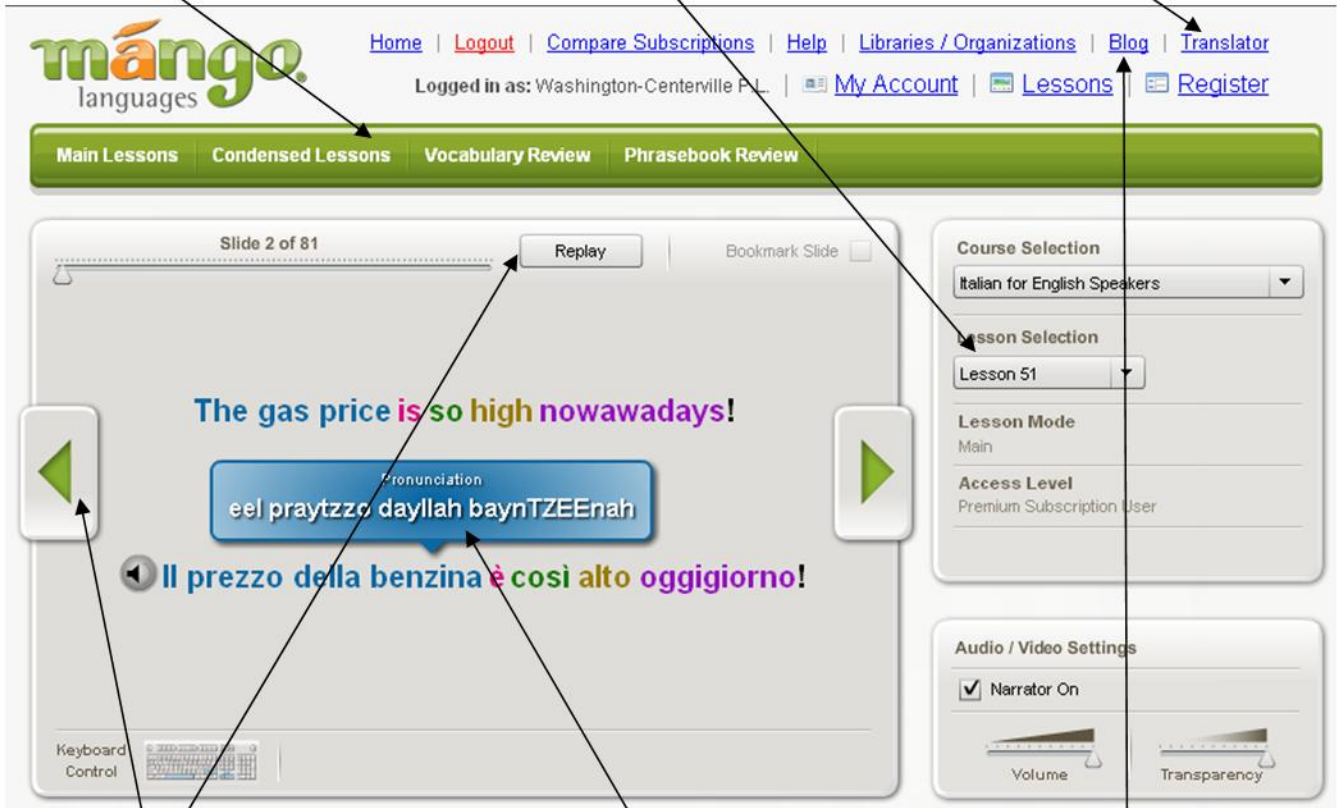 mángo
languages
Home | Logout | Compare Subscriptions | Help | Libraries / Organizations | Blog | Translator
Logged in as: Washington-Centerville P.L. | My Account | Lessons | Register
Main Lessons Condensed Lessons Vocabulary Review Phrasebook Review
Slide 2 of 81
Replay
Bookmark Slide
The gas price is so high nowawadays!
Pronunciation
eel praytzzo dayllah baynTZEEnah
Il prezzo della benzina è così alto oggigiorno!
Keyboard
Control
Course Selection
Italian for English Speakers
Lesson Selection
Lesson 51
Lesson Mode
Main
Access Level
Premium Subscription User
Audio / Video Settings
Narrator On
Volume
Transparency